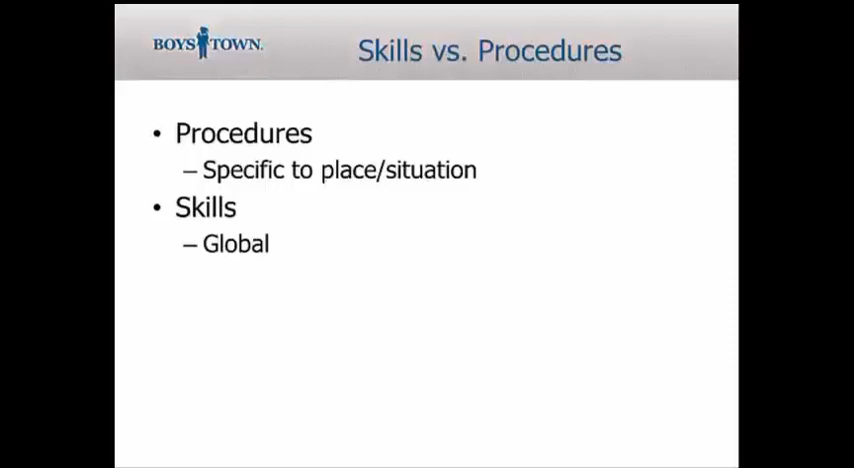 BOYS TOWN.
Skills vs. Procedures
• Procedures
– Specific to place/situation
• Skills
– Global